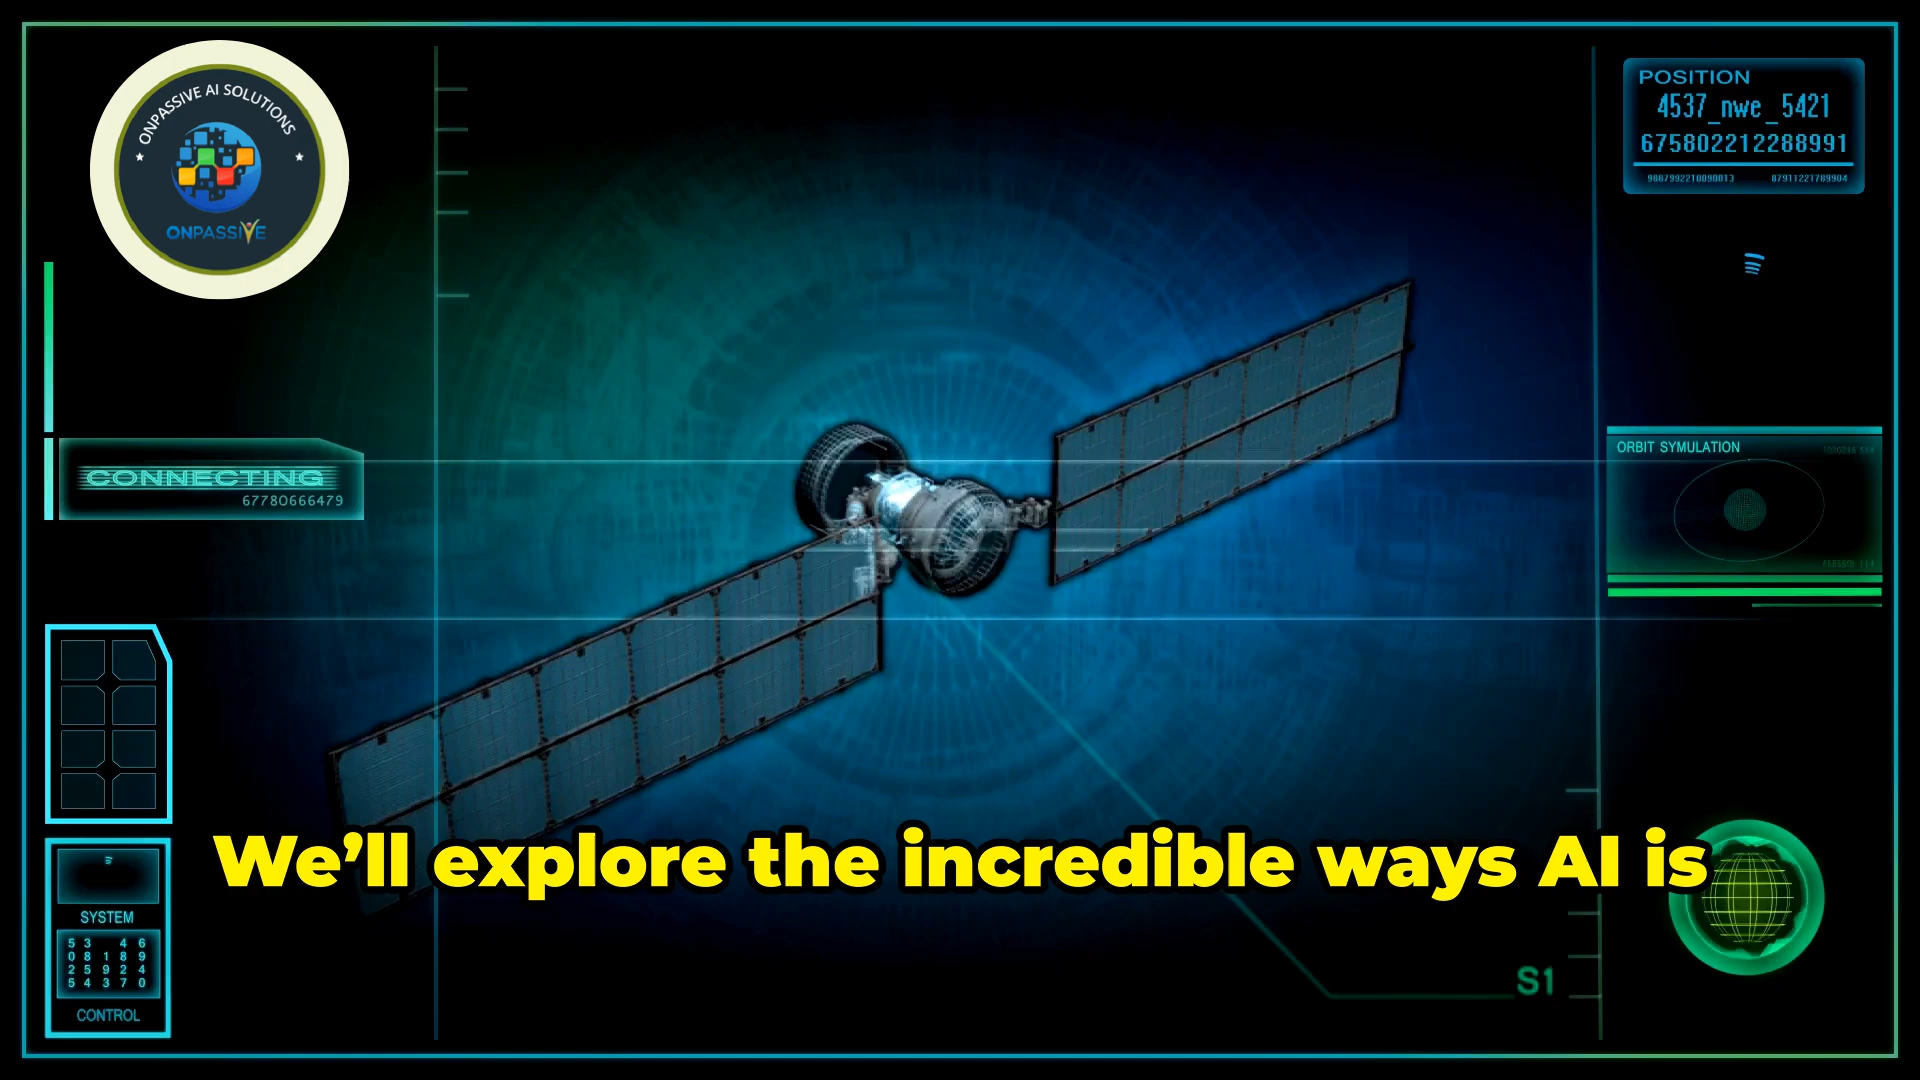 ONPASSIVE AI SOLUTIONS
ONPASSIVE
POSITION
4537_nwe_5421
675802212288991
9887992210090013 87911221789904
CONNECTING
67780666479
ORBIT SYMULATION
We'll explore the incredible ways AI is
SYSTEM
5 3 4 6
0 8 1 8 9
2 5 9 2 4
5 4 3 7 0
CONTROL
S1